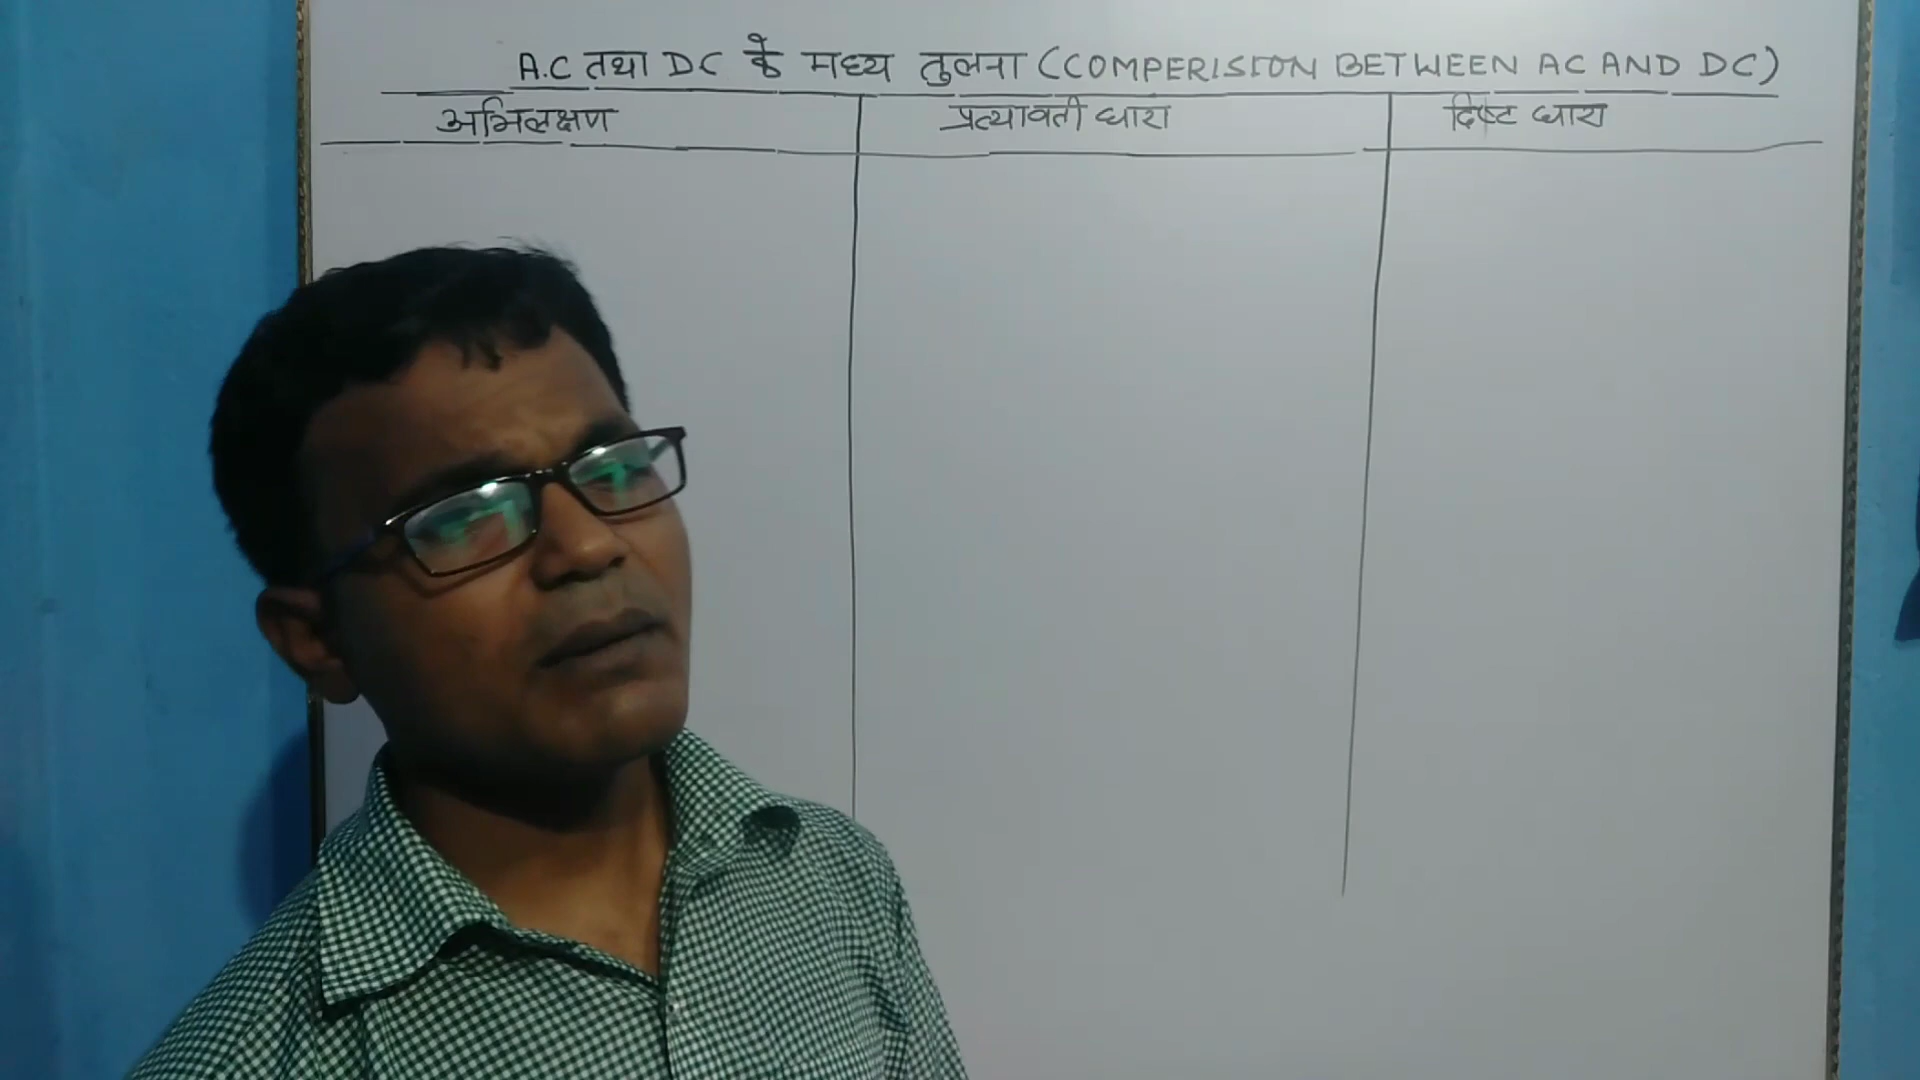 A.C तथा DC के मध्य तुलना (COMPERISION BETWEEN AC AND DC)
अभिलक्षण प्रत्यावर्ती धारा दिष्ट धारा